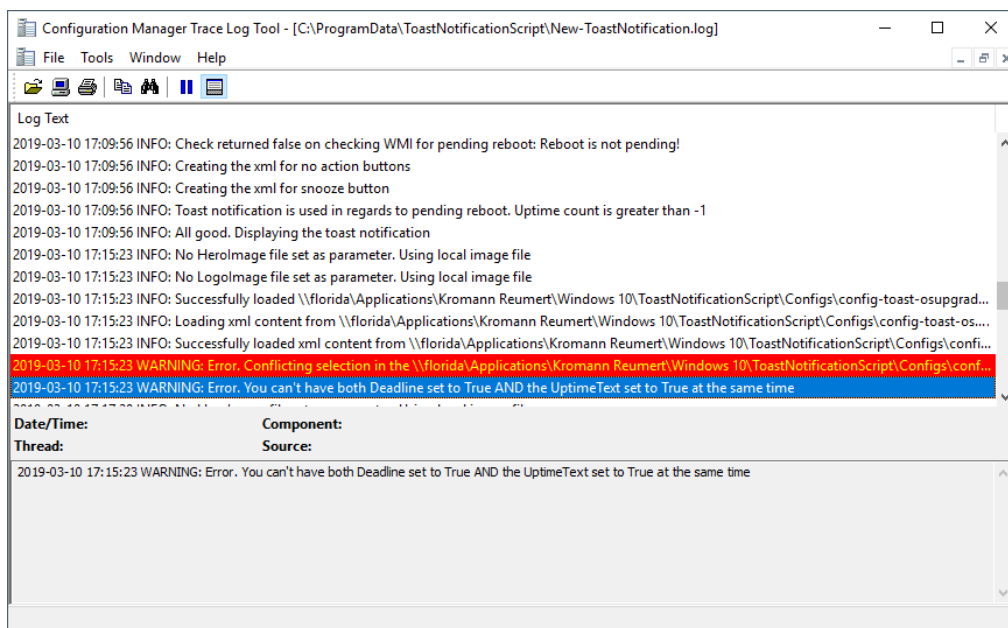 Configuration Manager Trace Log Tool - [C:\ProgramData\ToastNotificationScript\New-ToastNotification.log]
File Tools Window Help
Log Text
2019-03-10 17:09:56 INFO: Check returned false on checking WMI for pending reboot: Reboot is not pending!
2019-03-10 17:09:56 INFO: Creating the xml for no action buttons
2019-03-10 17:09:56 INFO: Creating the xml for snooze button
2019-03-10 17:09:56 INFO: Toast notification is used in regards to pending reboot. Uptime count is greater than -1
2019-03-10 17:09:56 INFO: All good. Displaying the toast notification
2019-03-10 17:15:23 INFO: No HeroImage file set as parameter. Using local image file
2019-03-10 17:15:23 INFO: No LogoImage file set as parameter. Using local image file
2019-03-10 17:15:23 INFO: Successfully loaded \\florida\Applications\Kromann Reumert\Windows 10\ToastNotificationScript\Configs\config-toast-osupgrad...
2019-03-10 17:15:23 INFO: Loading xml content from \\florida\Applications\Kromann Reumert\Windows 10\ToastNotificationScript\Configs\config-toast-os....
2019-03-10 17:15:23 INFO: Successfully loaded xml content from \\florida\Applications\Kromann Reumert\Windows 10\ToastNotificationScript\Configs\confi...
2019-03-10 17:15:23 WARNING: Error. Conflicting selection in the \\florida\Applications\Kromann Reumert\Windows 10\ToastNotificationScript\Configs\conf...
2019-03-10 17:15:23 WARNING: Error. You can't have both Deadline set to True AND the UptimeText set to True at the same time
Date/Time: Component:
Thread: Source:
2019-03-10 17:15:23 WARNING: Error. You can't have both Deadline set to True AND the UptimeText set to True at the same time